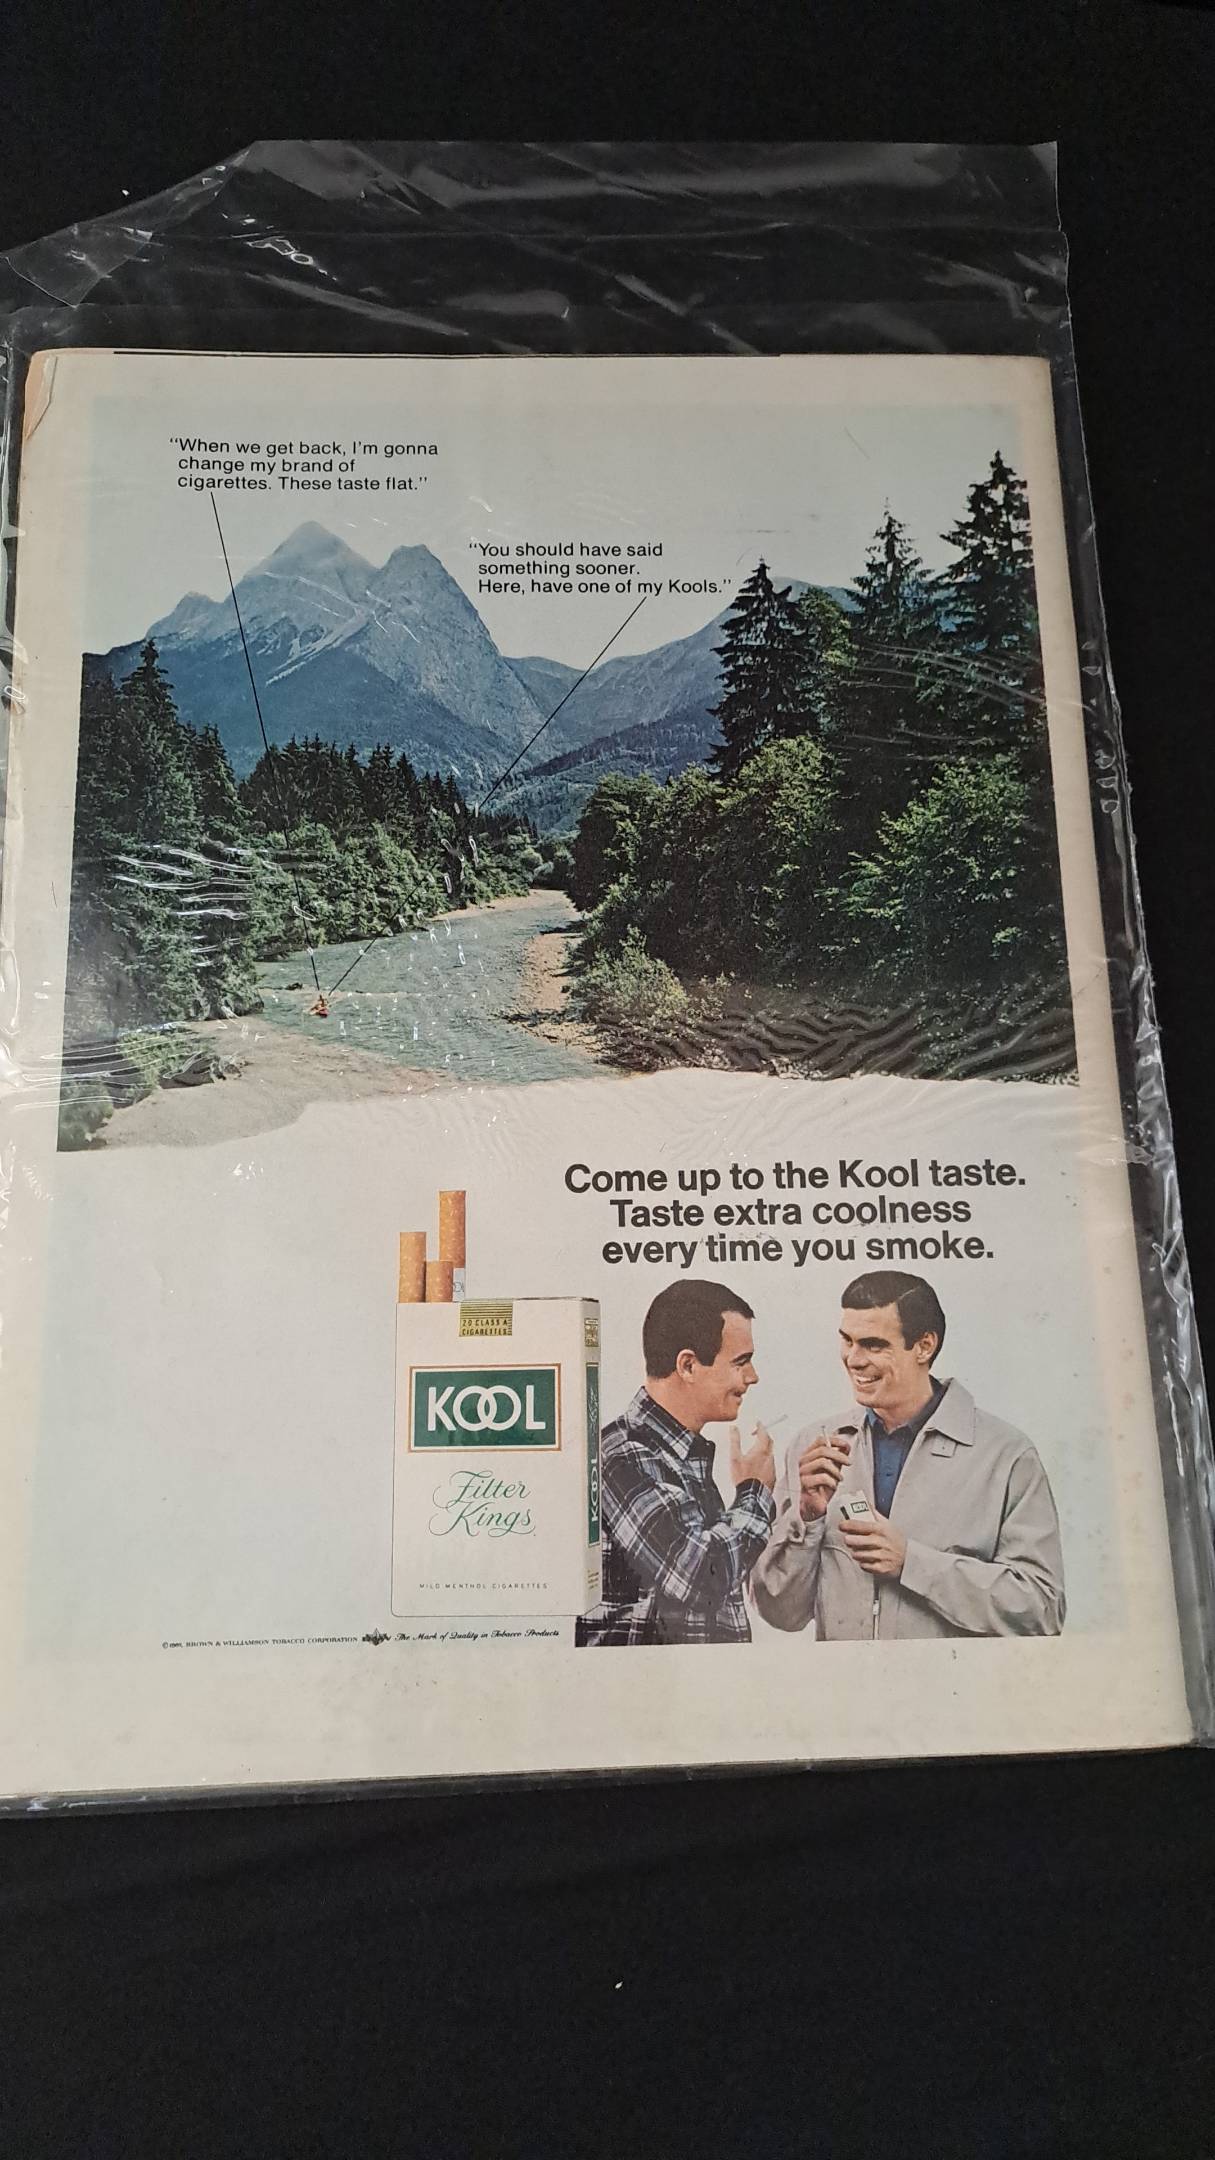 "When we get back, I'm gonna
change my brand of
cigarettes. These taste flat."
"You should have said
something sooner.
Here, have one of my Kools."
Come up to the Kool taste.
Taste extra coolness
every time you smoke.
20 CLASS A
CIGARETTES
KOOL
Filter
Kings
KOOL
MILD MENTHOL CIGARETTES
KOOL
BROWN & WILLIAMSON TOBACCO CORPORATION The Mark of Quality in Tobacco Products